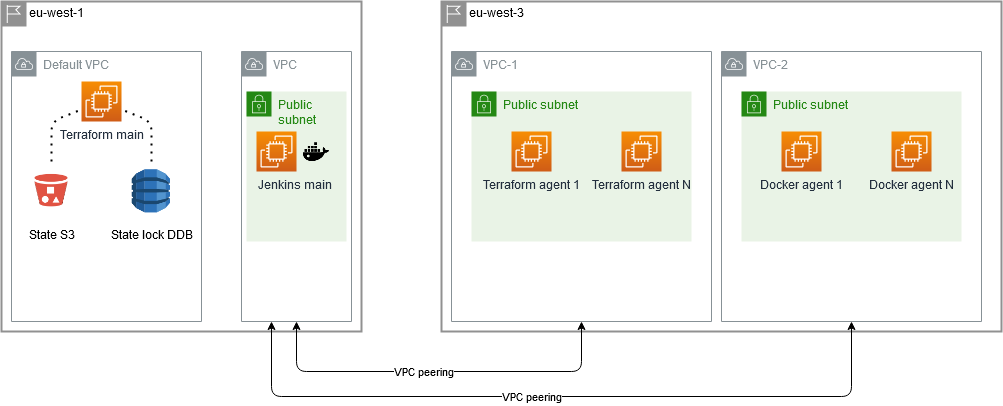 eu-west-1
Default VPC
Terraform main
State S3
State lock DDB
VPC
Public
subnet
Jenkins main
eu-west-3
VPC-1
Public subnet
Terraform agent 1
Terraform agent N
VPC-2
Public subnet
Docker agent 1
Docker agent N
VPC peering
VPC peering